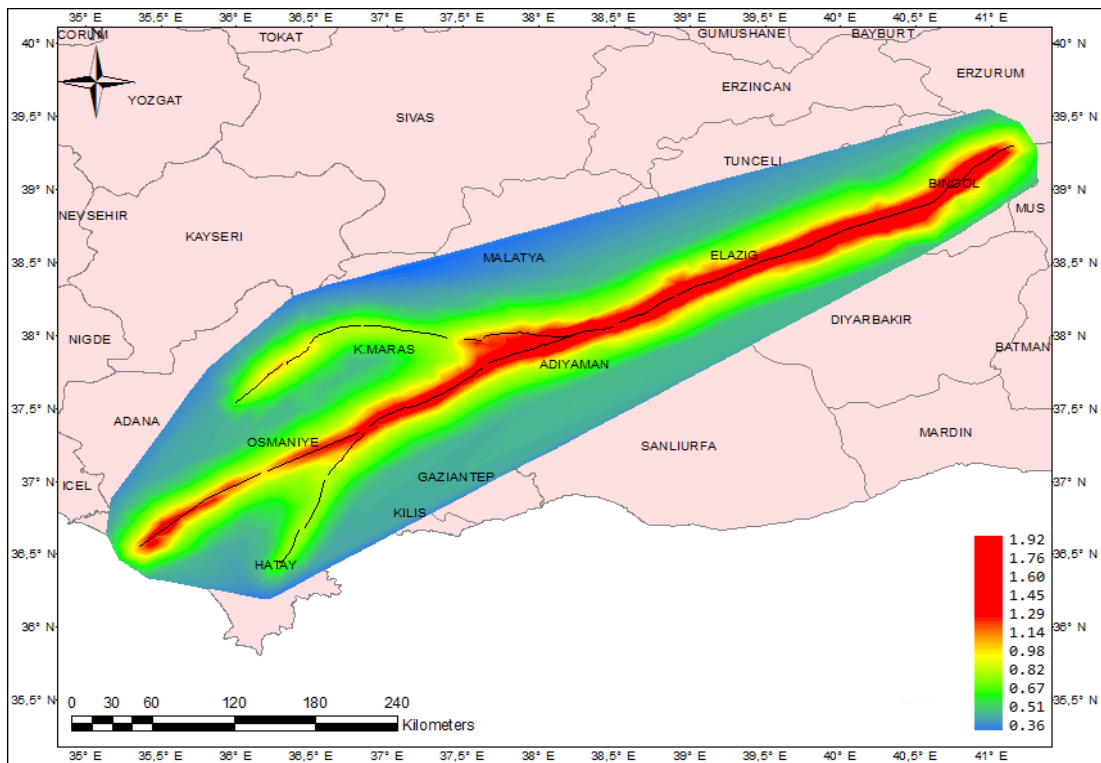 35° E 35,5° E 36° E 36,5° E 37° E 37,5° E 38° E 38,5° E 39° E 39,5° E 40° E 40,5° E 41° E
40° N
39,5° N
39° N
38,5° N
38° N
37,5° N
37° N
36,5° N
36° N
35,5° N
N
CORUM
TOKAT
GUMUSHANE
BAYBURT
ERZURUM
YOZGAT
ERZINCAN
SIVAS
TUNCELI
BINGOL
MUS
NEVSEHIR
KAYSERI
MALATYA
ELAZIG
DIYARBAKIR
NIGDE
K.MARAS
ADIYAMAN
BATMAN
ADANA
OSMANIYE
SANLIURFA
MARDIN
ICEL
GAZIANTEP
KILIS
HATAY
1.92
1.76
1.60
1.45
1.29
1.14
0.98
0.82
0.67
0.51
0.36
0 30 60 120 180 240
Kilometers
40° N
39,5° N
39° N
38,5° N
38° N
37,5° N
37° N
36,5° N
36° N
35,5° N
35° E 35,5° E 36° E 36,5° E 37° E 37,5° E 38° E 38,5° E 39° E 39,5° E 40° E 40,5° E 41° E